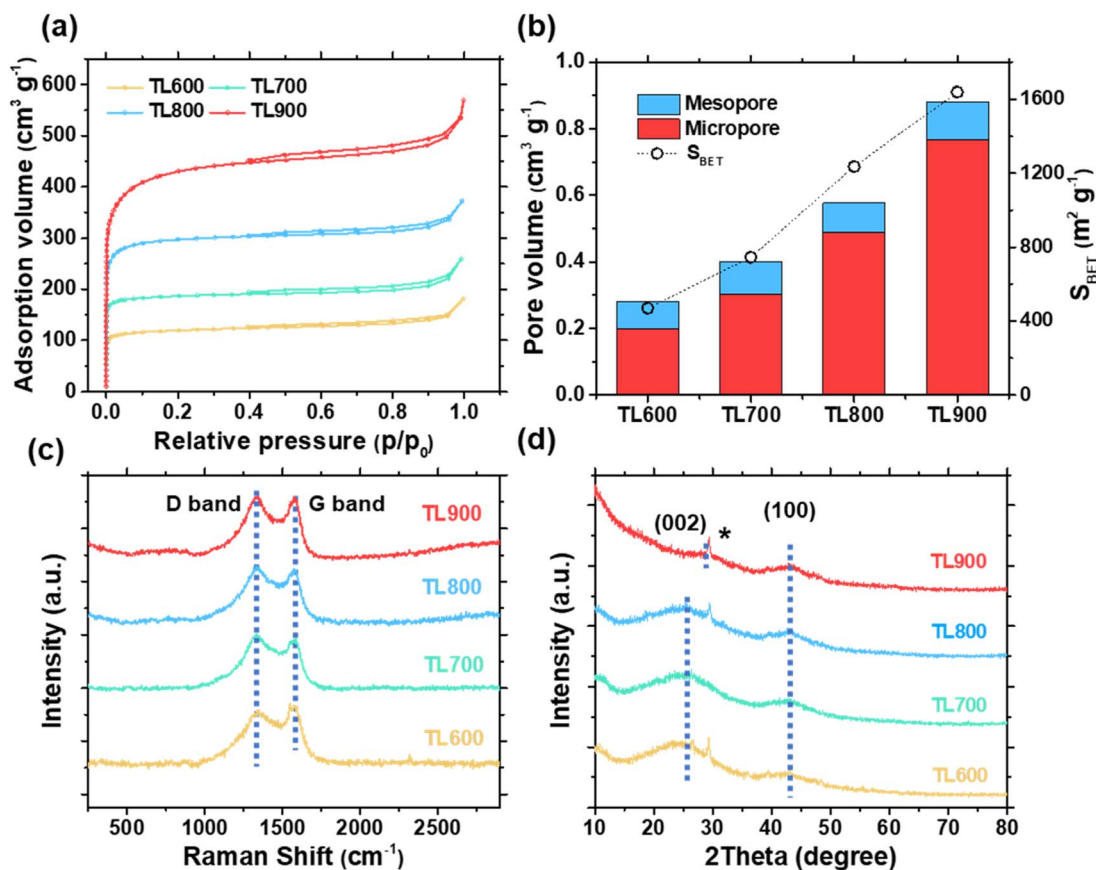 (a)
Adsorption volume (cm³ g⁻¹)
600
500
400
300
200
100
0
TL600 TL700
TL800 TL900
0.0 0.2 0.4 0.6 0.8 1.0
Relative pressure (p/p₀)
(b)
Pore volume (cm³ g⁻¹)
1.0
0.8
0.6
0.4
0.2
0.0
Mesopore
Micropore
S_BET
1600
1200
800
400
0
S_BET (m² g⁻¹)
TL600 TL700 TL800 TL900
(c)
Intensity (a.u.)
D band G band
TL900
TL800
TL700
TL600
500 1000 1500 2000 2500
Raman Shift (cm⁻¹)
(d)
Intensity (a.u.)
(002) * (100)
TL900
TL800
TL700
TL600
10 20 30 40 50 60 70 80
2Theta (degree)